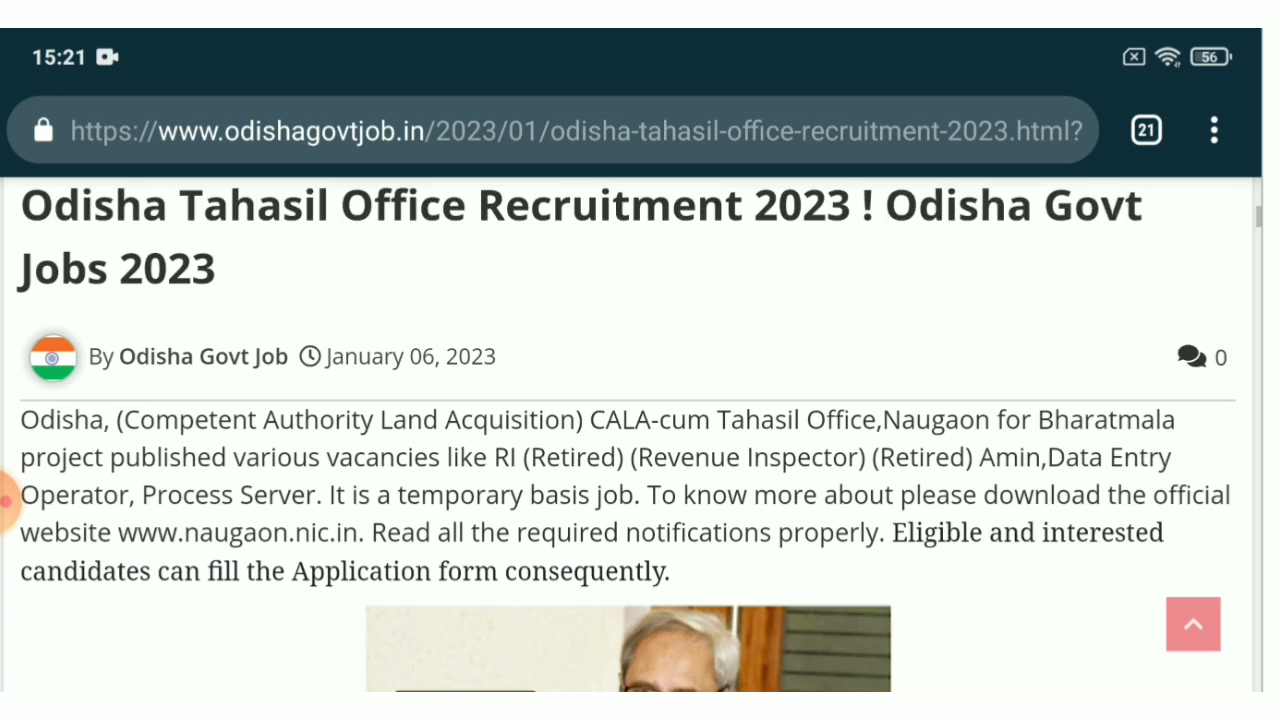 15:21
56
https://www.odishagovtjob.in/2023/01/odisha-tahasil-office-recruitment-2023.html?
21
Odisha Tahasil Office Recruitment 2023 ! Odisha Govt
Jobs 2023
By Odisha Govt Job January 06, 2023
0
Odisha, (Competent Authority Land Acquisition) CALA-cum Tahasil Office,Naugaon for Bharatmala
project published various vacancies like RI (Retired) (Revenue Inspector) (Retired) Amin,Data Entry
Operator, Process Server. It is a temporary basis job. To know more about please download the official
website www.naugaon.nic.in. Read all the required notifications properly. Eligible and interested
candidates can fill the Application form consequently.